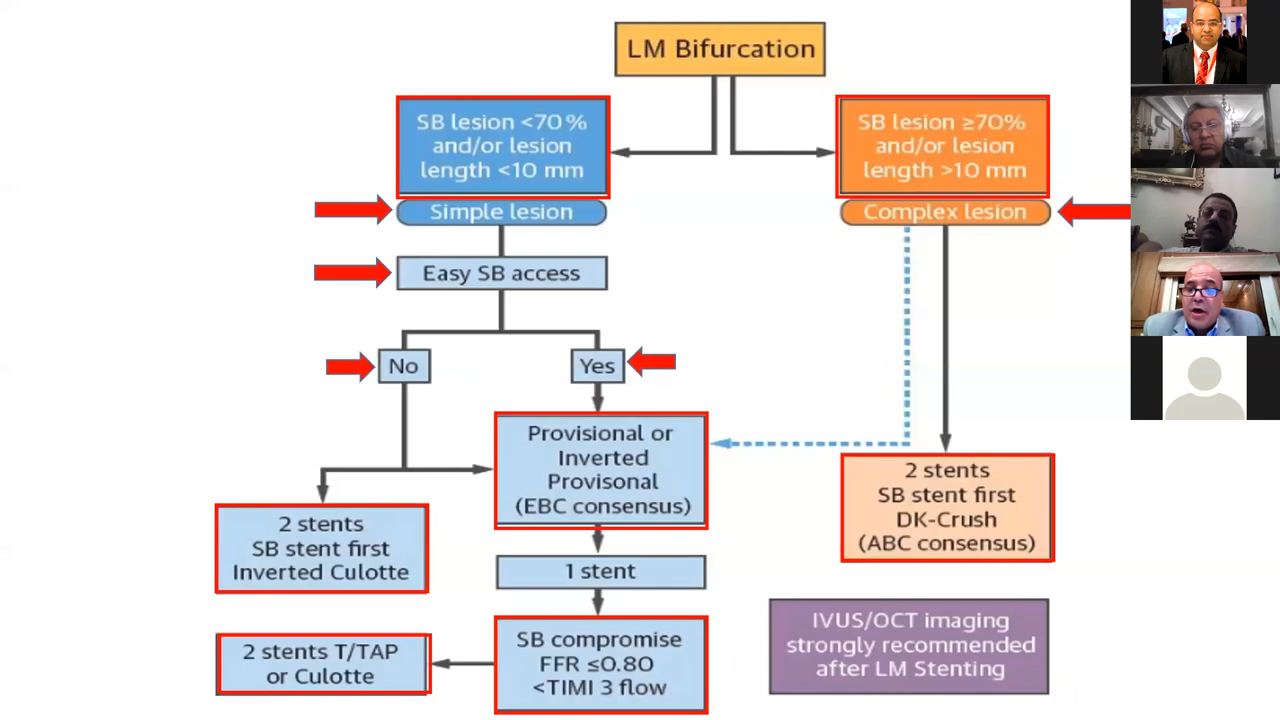 LM Bifurcation
SB lesion <70%
and/or lesion
length <10 mm
Simple lesion
SB lesion ≥70%
and/or lesion
length >10 mm
Complex lesion
Easy SB access
No
Yes
Provisional or
Inverted
Provisonal
(EBC consensus)
2 stents
SB stent first
DK-Crush
(ABC consensus)
2 stents
SB stent first
Inverted Culotte
1 stent
SB compromise
FFR ≤0.80
<TIMI 3 flow
2 stents T/TAP
or Culotte
IVUS/OCT imaging
strongly recommended
after LM Stenting